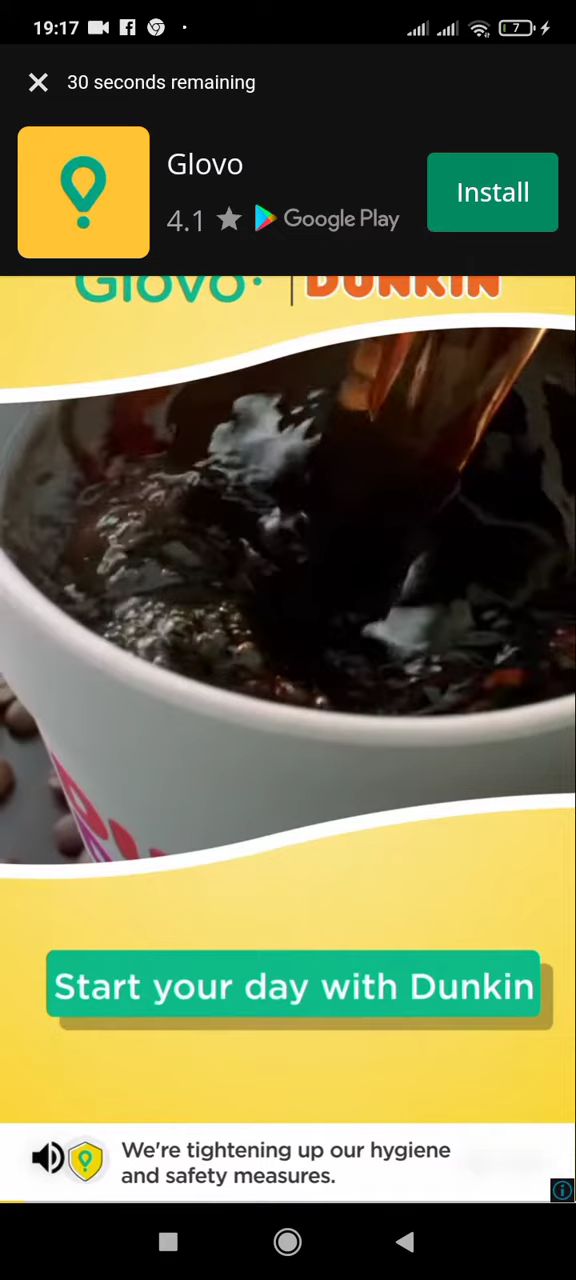 19:17
7
30 seconds remaining
Glovo
4.1 Google Play
Install
Glovo
DUNKIN
Start your day with Dunkin
We're tightening up our hygiene
and safety measures.